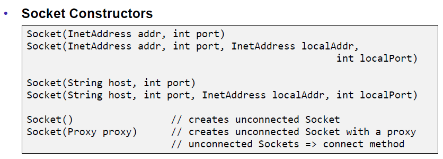 • Socket Constructors
Socket(InetAddress addr, int port)
Socket(InetAddress addr, int port, InetAddress localAddr,
int localPort)
Socket(String host, int port)
Socket(String host, int port, InetAddress localAddr, int localPort)
Socket() // creates unconnected Socket
Socket(Proxy proxy) // creates unconnected Socket with a proxy
// unconnected Sockets => connect method